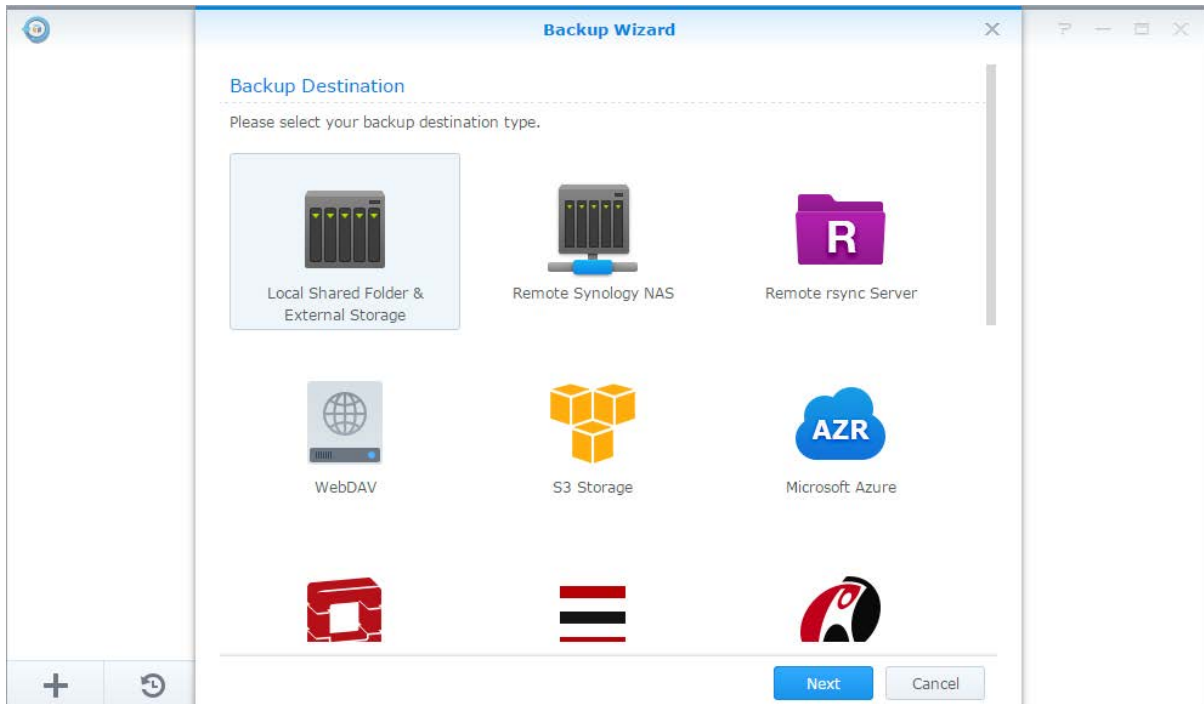 Backup Wizard
Backup Destination
Please select your backup destination type.
Local Shared Folder &
External Storage
Remote Synology NAS
R
Remote rsync Server
WebDAV
S3 Storage
AZR
Microsoft Azure
Next
Cancel